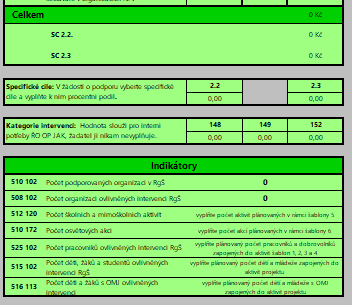 Celkem 0 Kč
SC 2.2. 0 Kč
SC 2.3 0 Kč
Specifické cíle: V žádosti o podporu vyberte specifické 2.2 2.3
cíle a vyplňte k nim procentní podíl. 0,00 0,00
Kategorie intervencí: Hodnota slouží pro interní 148 149 152
potřeby ŘO OP JAK, žadatel ji nikam nevyplňuje. 0,00 0,00 0,00
Indikátory
510 102 Počet podporovaných organizací v RgŠ 0
508 102 Počet organizací ovlivněných intervencí RgŠ 0
512 120 Počet školních a mimoškolních aktivit vyplňte počet aktivit plánovaných v rámci šablony 5
510 172 Počet osvětových akcí vyplňte počet akcí plánovaných v rámci šablony 6
525 102 Počet pracovníků ovlivněných intervencí RgŠ vyplňte plánovaný počet pracovníků a dobrovolníků
zapojených do aktivit šablon 1, 2, 3 a 4
515 102 Počet dětí, žáků a studentů ovlivněných
intervencí RgŠ vyplňte plánovaný počet dětí a mládeže zapojených do
aktivit projektu
516 113 Počet dětí a žáků s OMJ ovlivněných
intervencí vyplňte plánovaný počet dětí a mládeže s OMJ
zapojených do aktivit projektu